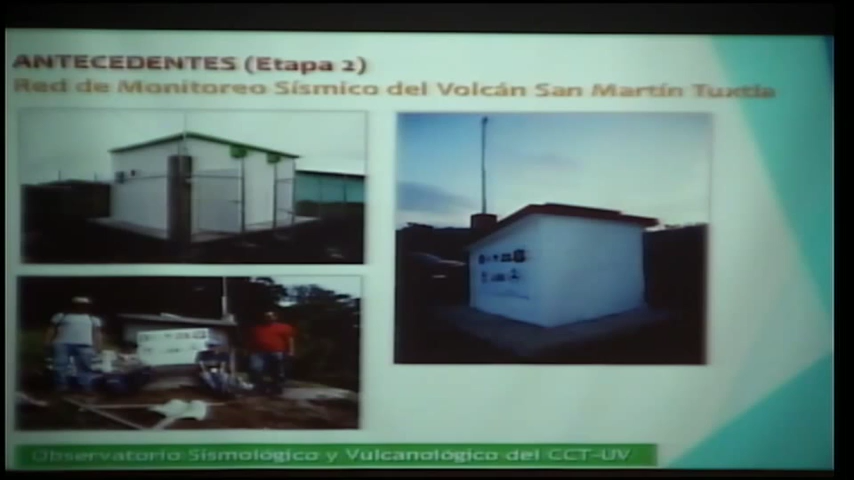 ANTECEDENTES (Etapa 2)
Red de Monitoreo Sísmico del Volcán San Martín Tuxtla
Observatorio Sismológico y Vulcanológico del CCT-UV